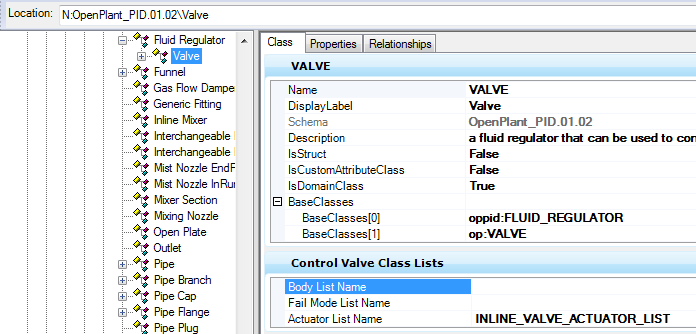 Location: N:OpenPlant_PID.01.02\Valve
Fluid Regulator
Valve
Funnel
Gas Flow Damper
Generic Fitting
Inline Mixer
Interchangeable
Interchangeable
Mist Nozzle EndP
Mist Nozzle InRun
Mixer Section
Mixing Nozzle
Open Plate
Outlet
Pipe
Pipe Branch
Pipe Cap
Pipe Flange
Pipe Plug
Class Properties Relationships
VALVE
Name VALVE
DisplayLabel Valve
Schema OpenPlant_PID.01.02
Description a fluid regulator that can be used to con
IsStruct False
IsCustomAttributeClass False
IsDomainClass True
BaseClasses
BaseClasses[0] oppid:FLUID_REGULATOR
BaseClasses[1] op:VALVE
Control Valve Class Lists
Body List Name
Fail Mode List Name
Actuator List Name INLINE_VALVE_ACTUATOR_LIST